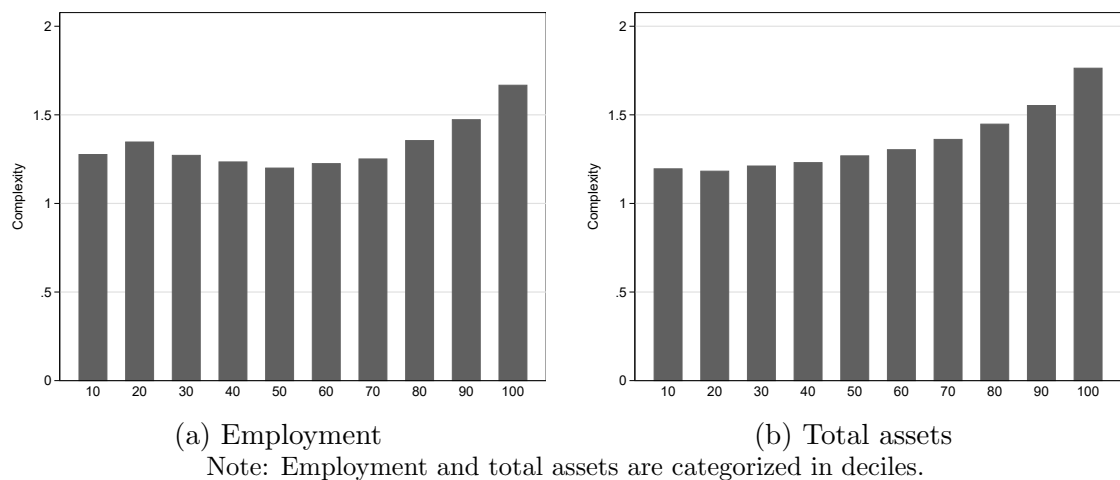 2
1.5
1
.5
0
Complexity
10 20 30 40 50 60 70 80 90 100
(a) Employment
2
1.5
1
.5
0
Complexity
10 20 30 40 50 60 70 80 90 100
(b) Total assets
Note: Employment and total assets are categorized in deciles.